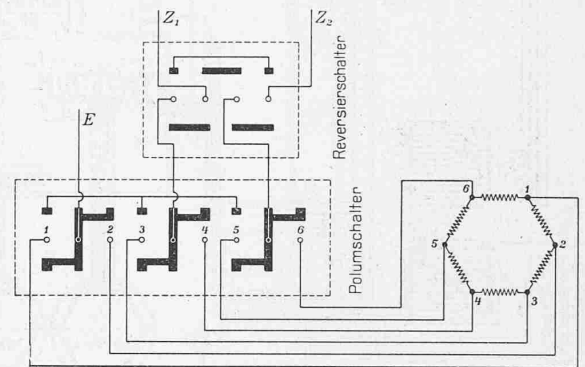 Z1 Z2
Reversierschalter
E
Polumschalter
1 2 3 4 5 6
6 1
5 2
4 3